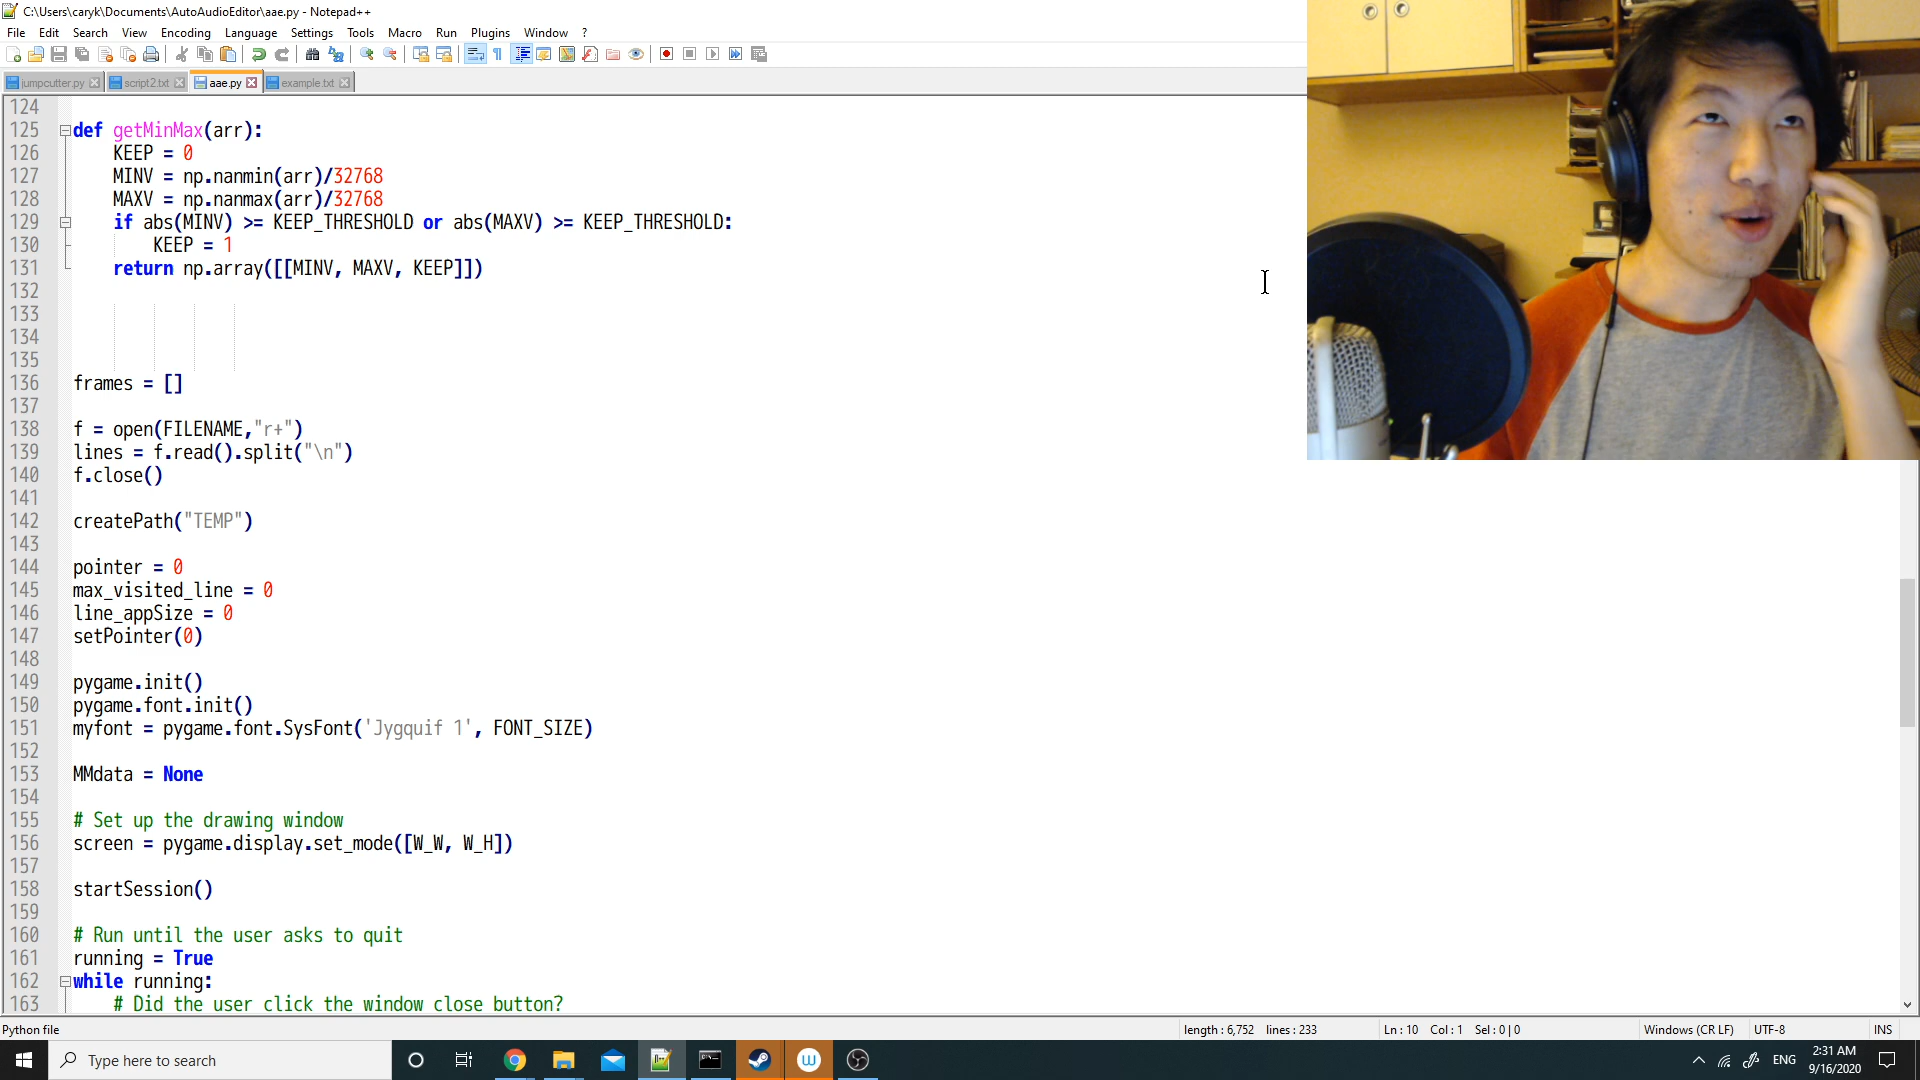 C:\Users\caryk\Documents\AutoAudioEditor\aae.py - Notepad++
File Edit Search View Encoding Language Settings Tools Macro Run Plugins Window ?
jumpcutter.py script2.txt aae.py example.txt
124
125 def getMinMax(arr):
126 KEEP = 0
127 MINV = np.nanmin(arr)/32768
128 MAXV = np.nanmax(arr)/32768
129 if abs(MINV) >= KEEP_THRESHOLD or abs(MAXV) >= KEEP_THRESHOLD:
130 KEEP = 1
131 return np.array([[MINV, MAXV, KEEP]])
132
133
134
135
136 frames = []
137
138 f = open(FILENAME,"r+")
139 lines = f.read().split("\n")
140 f.close()
141
142 createPath("TEMP")
143
144 pointer = 0
145 max_visited_line = 0
146 line_appSize = 0
147 setPointer(0)
148
149 pygame.init()
150 pygame.font.init()
151 myfont = pygame.font.SysFont('Jygquif 1', FONT_SIZE)
152
153 MMdata = None
154
155 # Set up the drawing window
156 screen = pygame.display.set_mode([W_W, W_H])
157
158 startSession()
159
160 # Run until the user asks to quit
161 running = True
162 while running:
163 # Did the user click the window close button?
Python file length : 6,752 lines : 233 Ln : 10 Col : 1 Sel : 0 | 0 Windows (CR LF) UTF-8 INS
Type here to search
ENG
2:31 AM
9/16/2020